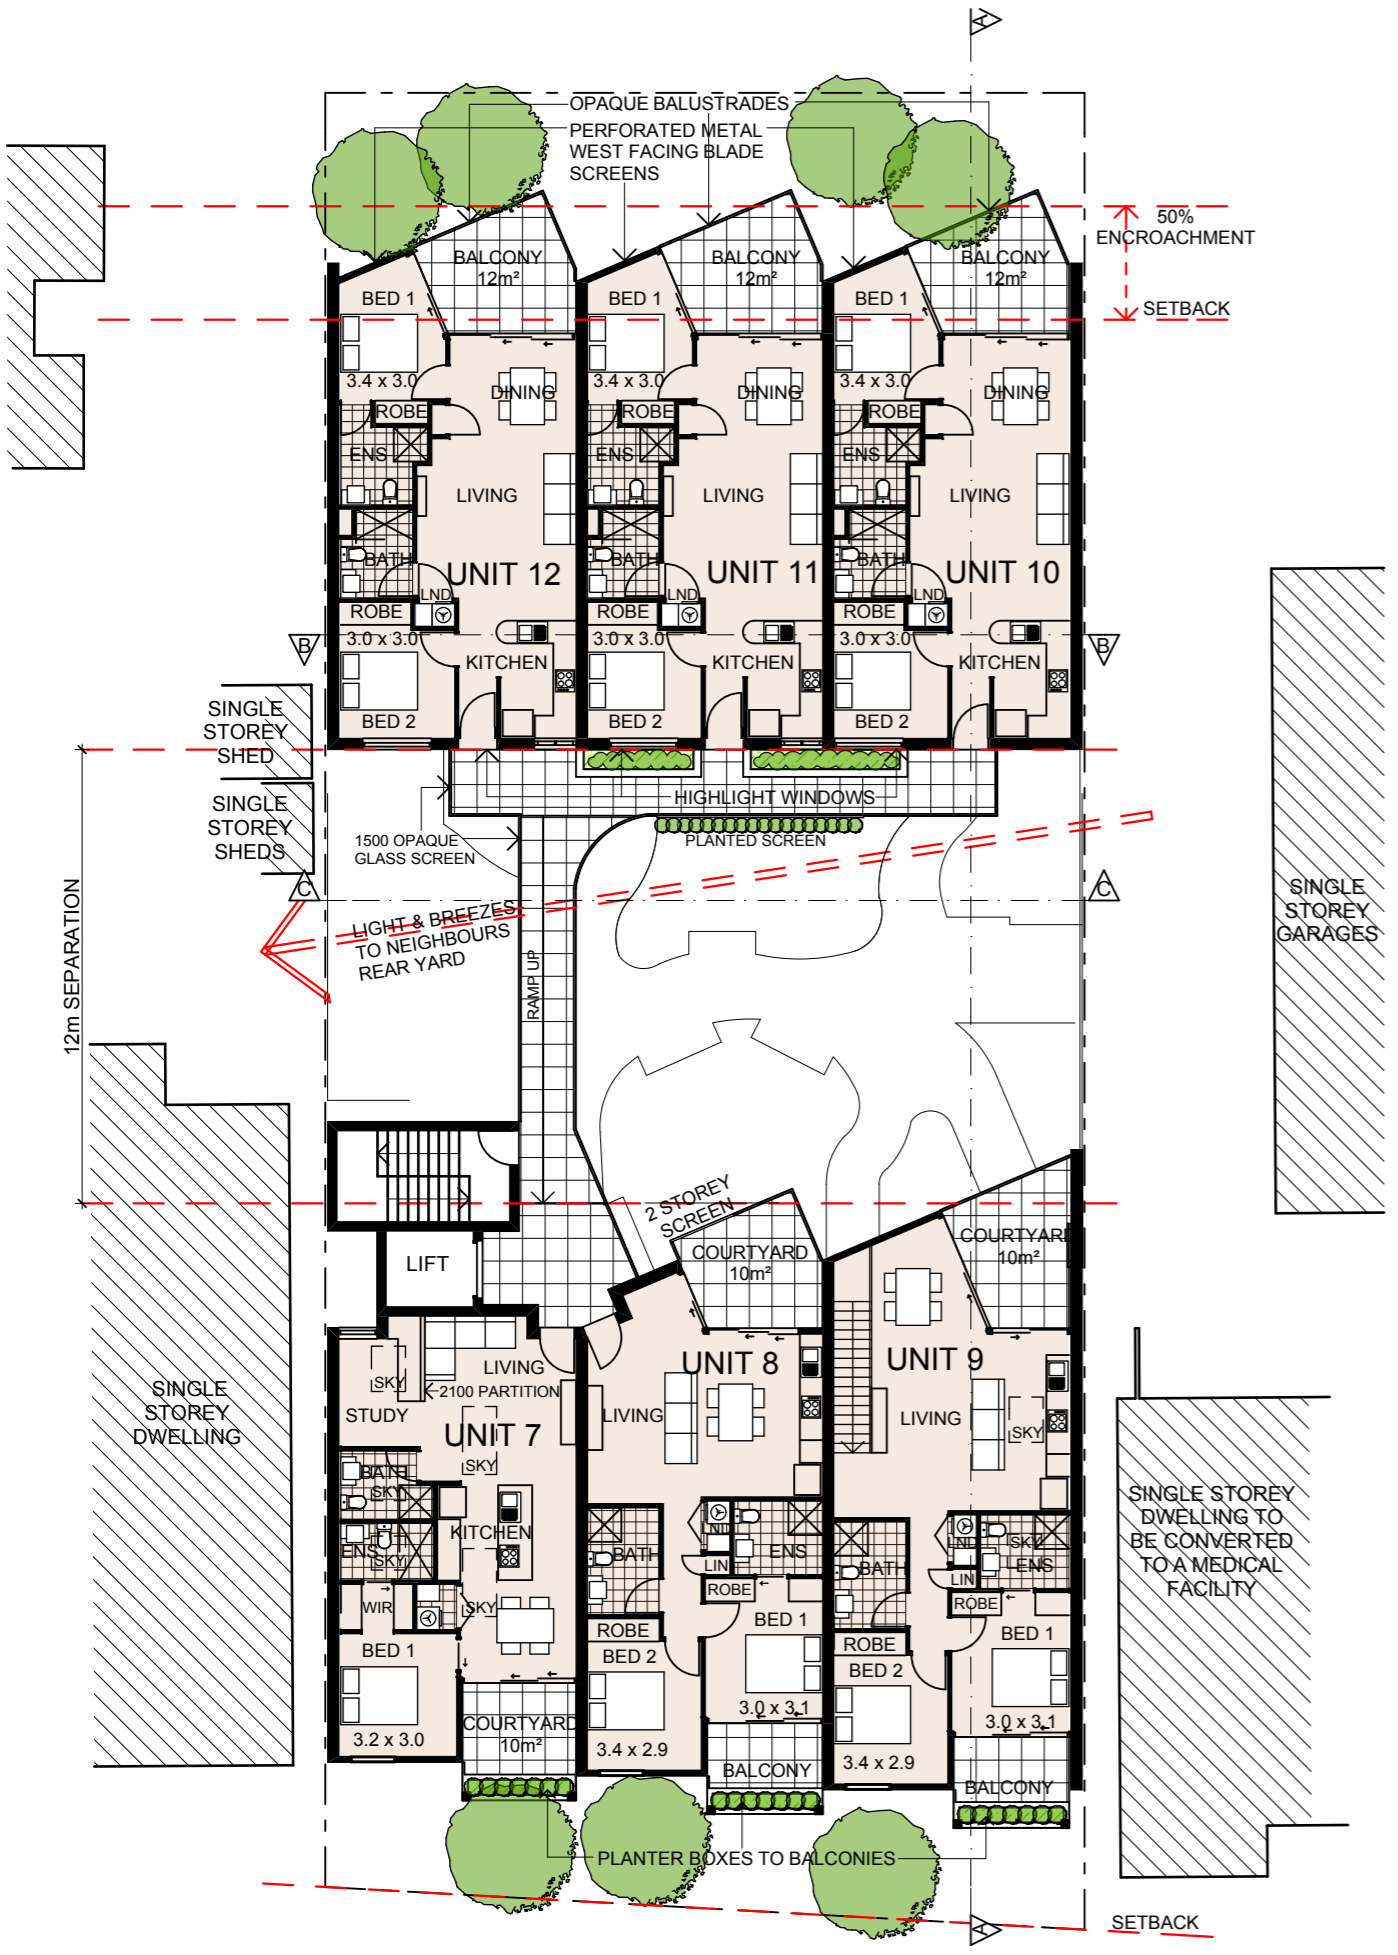 A
OPAQUE BALUSTRADES
PERFORATED METAL
WEST FACING BLADE
SCREENS
50%
ENCROACHMENT
SETBACK
BALCONY
12m²
BALCONY
12m²
BALCONY
12m²
BED 1
BED 1
BED 1
3.4 x 3.0
3.4 x 3.0
3.4 x 3.0
DINING
DINING
DINING
ROBE
ROBE
ROBE
ENS
ENS
ENS
LIVING
LIVING
LIVING
BATH
BATH
BATH
UNIT 12
UNIT 11
UNIT 10
LND
LND
LND
ROBE
ROBE
ROBE
3.0 x 3.0
3.0 x 3.0
3.0 x 3.0
B
B
KITCHEN
KITCHEN
KITCHEN
BED 2
BED 2
BED 2
SINGLE
STOREY
SHED
SINGLE
STOREY
SHEDS
HIGHLIGHT WINDOWS
1500 OPAQUE
GLASS SCREEN
PLANTED SCREEN
C
C
LIGHT & BREEZES
TO NEIGHBOURS
REAR YARD
RAMP UP
12m SEPARATION
SINGLE
STOREY
GARAGES
2 STOREY
SCREEN
LIFT
COURTYARD
10m²
COURTYARD
10m²
SINGLE
STOREY
DWELLING
LIVING
2100 PARTITION
SKY
STUDY
UNIT 7
SKY
BATH
SKY
KITCHEN
ENS
SKY
WIR
SKY
BED 1
3.2 x 3.0
COURTYARD
10m²
UNIT 8
LIVING
LND
BATH
ENS
LIN
ROBE
BED 1
ROBE
BED 2
3.0 x 3.1
3.4 x 2.9
BALCONY
UNIT 9
LIVING
SKY
LND
SKY
BATH
ENS
LIN
ROBE
BED 1
ROBE
BED 2
3.0 x 3.1
3.4 x 2.9
BALCONY
SINGLE STOREY
DWELLING TO
BE CONVERTED
TO A MEDICAL
FACILITY
PLANTER BOXES TO BALCONIES
SETBACK
A